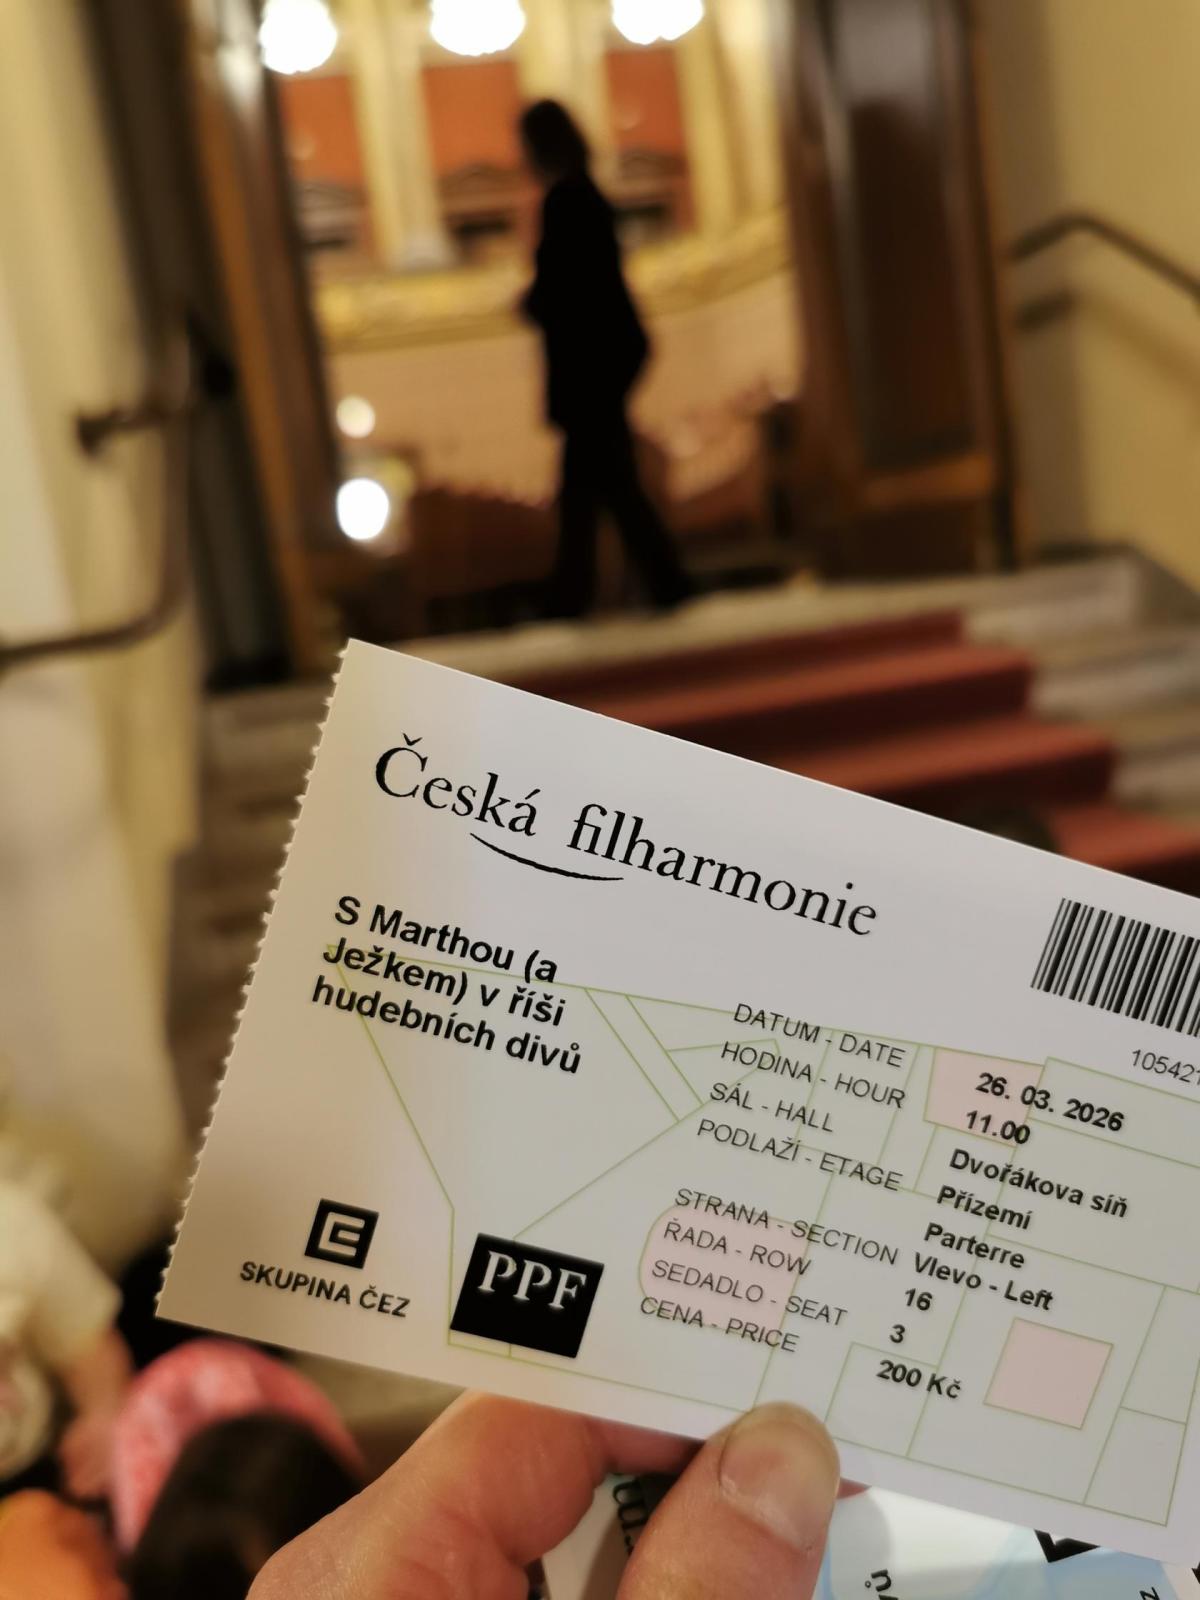 Česká filharmonie
S Marthou (a
Ježkem) v říši
hudebních divů
105421
DATUM - DATE 26. 03. 2026
HODINA - HOUR 11.00
SÁL - HALL Dvořákova síň
PODLAŽÍ - ETAGE Přízemí
Parterre
STRANA - SECTION Vlevo - Left
ŘADA - ROW 16
SEDADLO - SEAT 3
CENA - PRICE 200 Kč
SKUPINA ČEZ
PPF